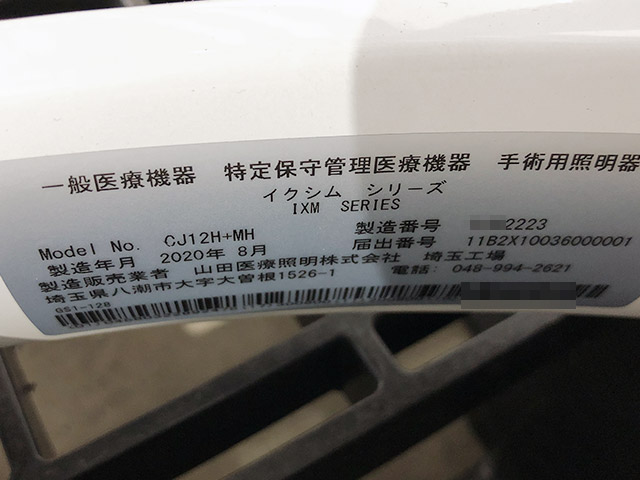 一般医療機器 特定保守管理医療機器 手術用照明器
イクシム シリーズ
IXM SERIES
Model No. CJ12H+MH 製造番号 2223
製造年月 2020年 8月 届出番号 11B2X10036000001
製造販売業者 山田医療照明株式会社 埼玉工場
埼玉県八潮市大字大曽根1526-1 電話: 048-994-2621
GS1-128